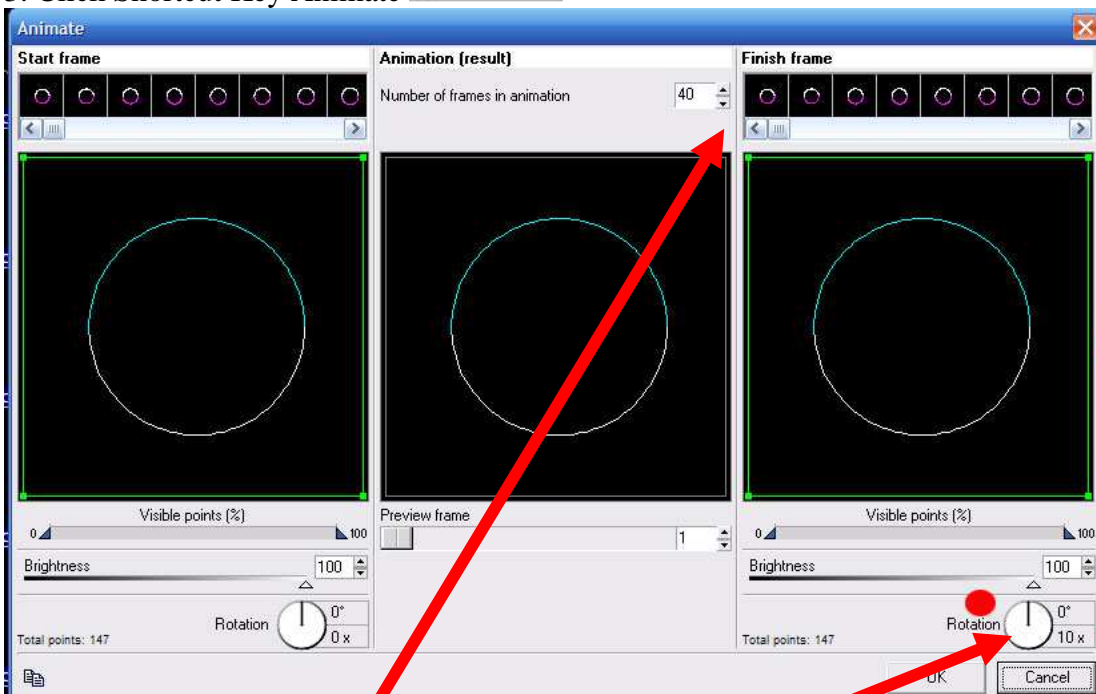 Animate
Start frame
Animation (result)
Finish frame
Number of frames in animation
40
Visible points (%)
0
100
Preview frame
1
Visible points (%)
0
100
Brightness
100
Brightness
100
Rotation
0°
0 x
Total points: 147
Rotation
0°
10 x
Total points: 147
OK
Cancel